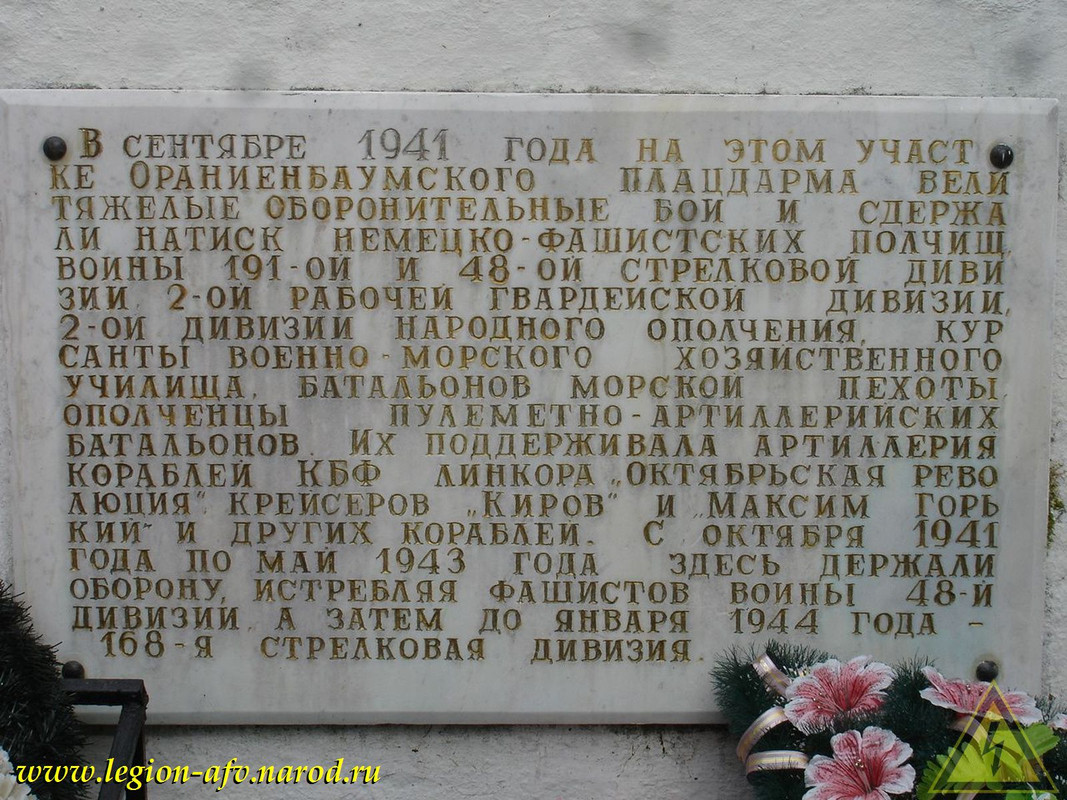 В СЕНТЯБРЕ 1941 ГОДА НА ЭТОМ УЧАСТ
КЕ ОРАНИЕНБАУМСКОГО ПЛАЦДАРМА ВЕЛИ
ТЯЖЕЛЫЕ ОБОРОНИТЕЛЬНЫЕ БОИ И СДЕРЖА
ЛИ НАТИСК НЕМЕЦКО-ФАШИСТСКИХ ПОЛЧИЩ,
ВОИНЫ 191-ОЙ И 48-ОЙ СТРЕЛКОВОЙ ДИВИ
ЗИИ 2-ОЙ РАБОЧЕЙ ГВАРДЕЙСКОЙ ДИВИЗИИ,
2-ОЙ ДИВИЗИИ НАРОДНОГО ОПОЛЧЕНИЯ, КУР
САНТЫ ВОЕННО-МОРСКОГО ХОЗЯЙСТВЕННОГО
УЧИЛИЩА, БАТАЛЬОНОВ МОРСКОЙ ПЕХОТЫ,
ОПОЛЧЕНЦЫ ПУЛЕМЕТНО-АРТИЛЛЕРИЙСКИХ
БАТАЛЬОНОВ. ИХ ПОДДЕРЖИВАЛА АРТИЛЛЕРИЯ
КОРАБЛЕЙ КБФ ЛИНКОРА „ОКТЯБРЬСКАЯ РЕВО
ЛЮЦИЯ" КРЕЙСЕРОВ „КИРОВ" И „МАКСИМ ГОРЬ
КИЙ" И ДРУГИХ КОРАБЛЕЙ. С ОКТЯБРЯ 1941
ГОДА ПО МАЙ 1943 ГОДА ЗДЕСЬ ДЕРЖАЛИ
ОБОРОНУ, ИСТРЕБЛЯЯ ФАШИСТОВ ВОИНЫ 48-Й
ДИВИЗИИ, А ЗАТЕМ ДО ЯНВАРЯ 1944 ГОДА -
168-Я СТРЕЛКОВАЯ ДИВИЗИЯ.
www.legion-afv.narod.ru